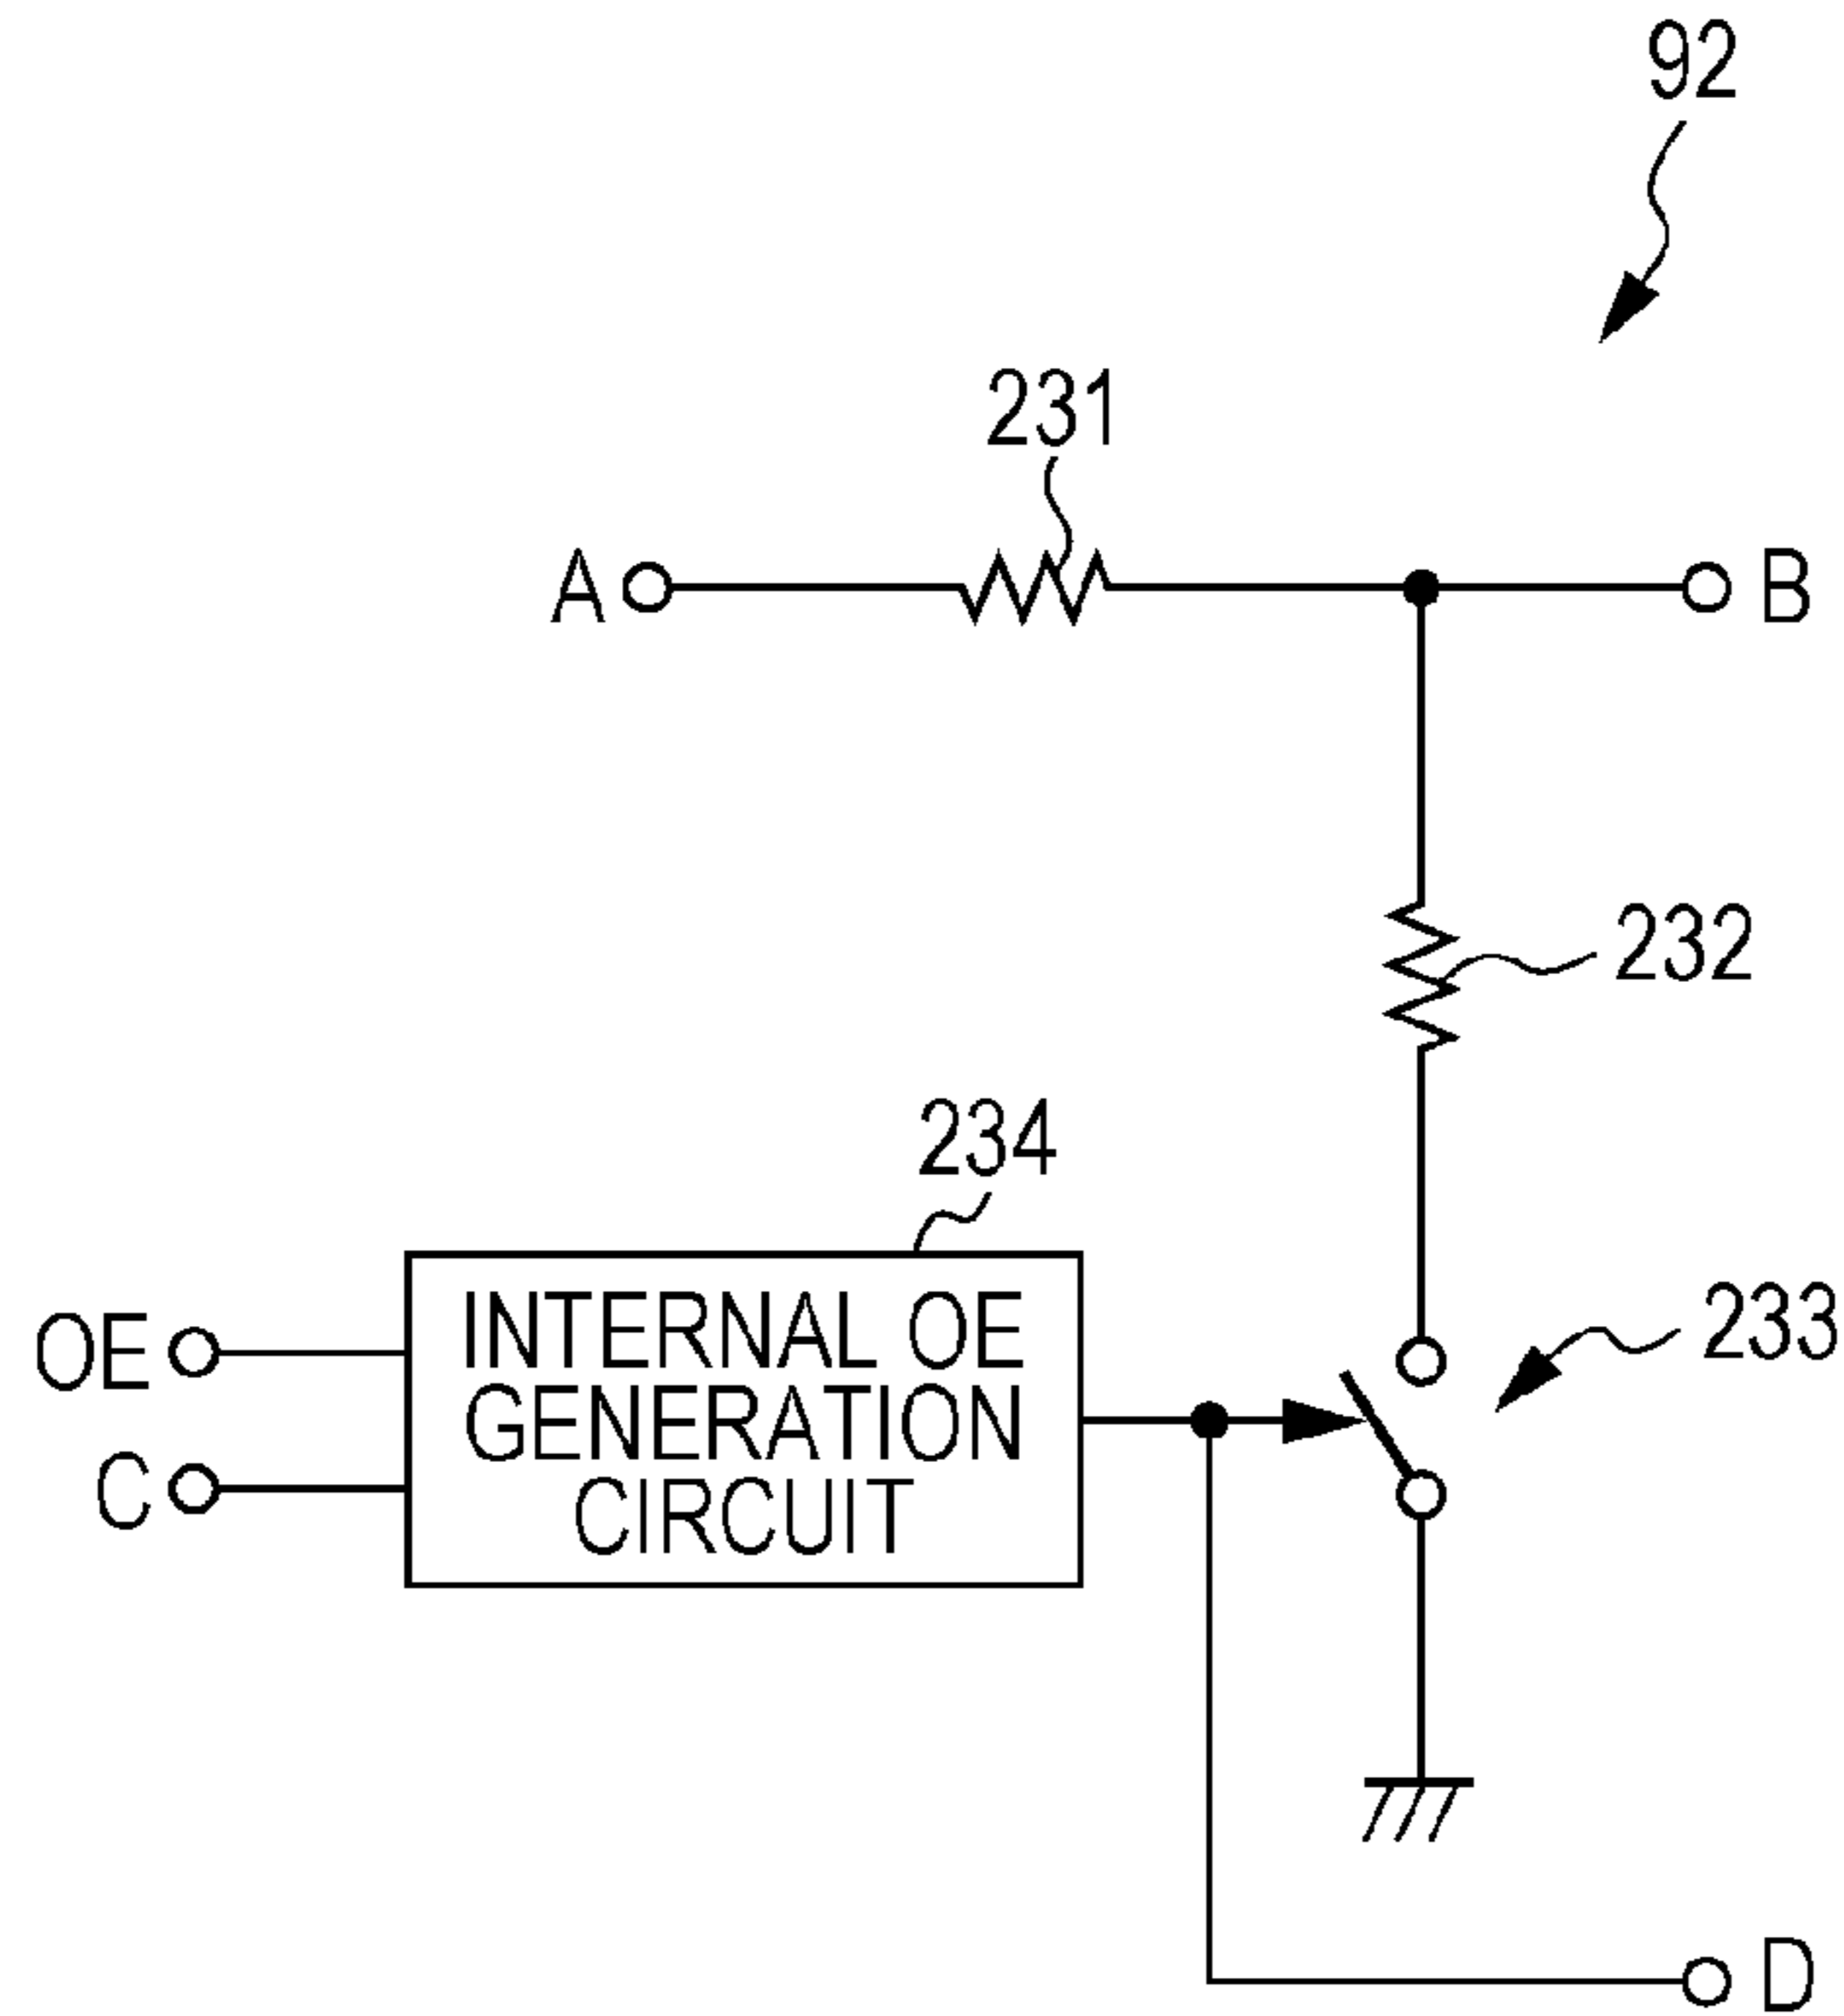 92
231
A
B
232
234
OE
INTERNAL OE
GENERATION
CIRCUIT
233
C
D